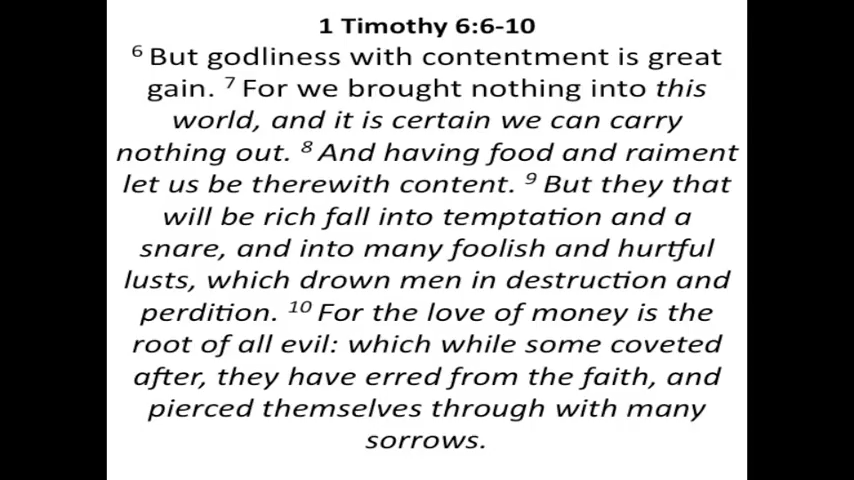 1 Timothy 6:6-10
6 But godliness with contentment is great
gain. 7 For we brought nothing into this
world, and it is certain we can carry
nothing out. 8 And having food and raiment
let us be therewith content. 9 But they that
will be rich fall into temptation and a
snare, and into many foolish and hurtful
lusts, which drown men in destruction and
perdition. 10 For the love of money is the
root of all evil: which while some coveted
after, they have erred from the faith, and
pierced themselves through with many
sorrows.